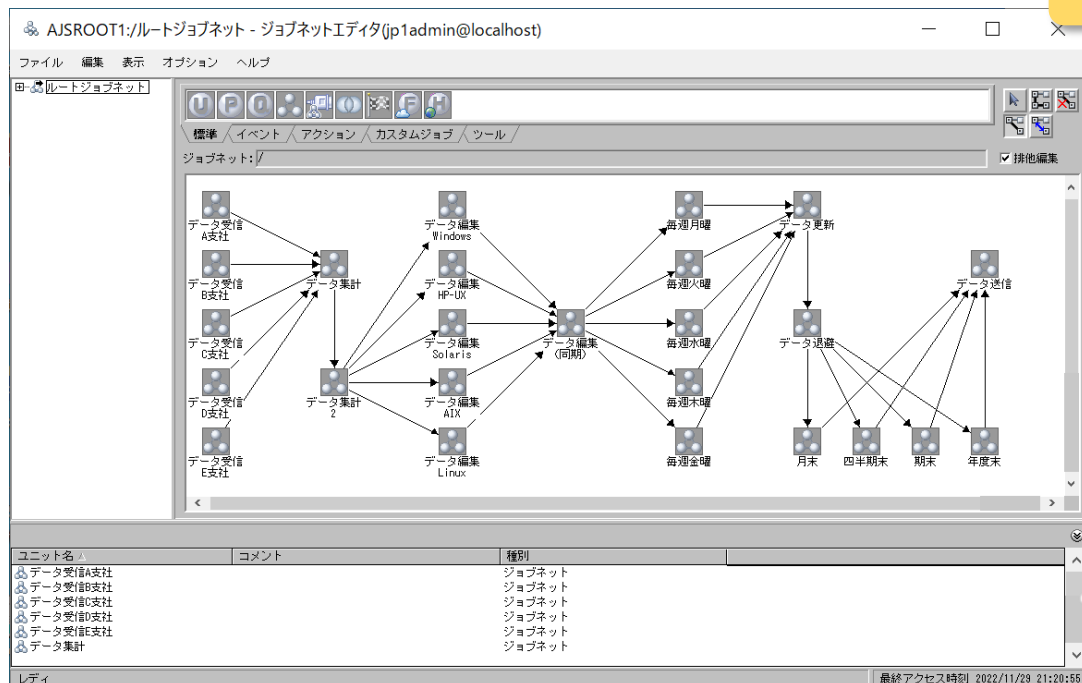 AJSROOT1:/ルートジョブネット - ジョブネットエディタ(jp1admin@localhost)
ファイル 編集 表示 オプション ヘルプ
ルートジョブネット
U P Q
標準 イベント アクション カスタムジョブ ツール
ジョブネット: /
排他編集
データ受信
A支社
データ受信
B支社
データ受信
C支社
データ受信
D支社
データ受信
E支社
データ集計
データ集計
2
データ編集
Windows
データ編集
HP-UX
データ編集
Solaris
データ編集
AIX
データ編集
Linux
データ編集
(同期)
毎週月曜
毎週火曜
毎週水曜
毎週木曜
毎週金曜
データ更新
データ退避
月末
四半期末
期末
年度末
データ送信
ユニット名 コメント 種別
データ受信A支社 ジョブネット
データ受信B支社 ジョブネット
データ受信C支社 ジョブネット
データ受信D支社 ジョブネット
データ受信E支社 ジョブネット
データ集計 ジョブネット
レディ 最終アクセス時刻 2022/11/29 21:20:55